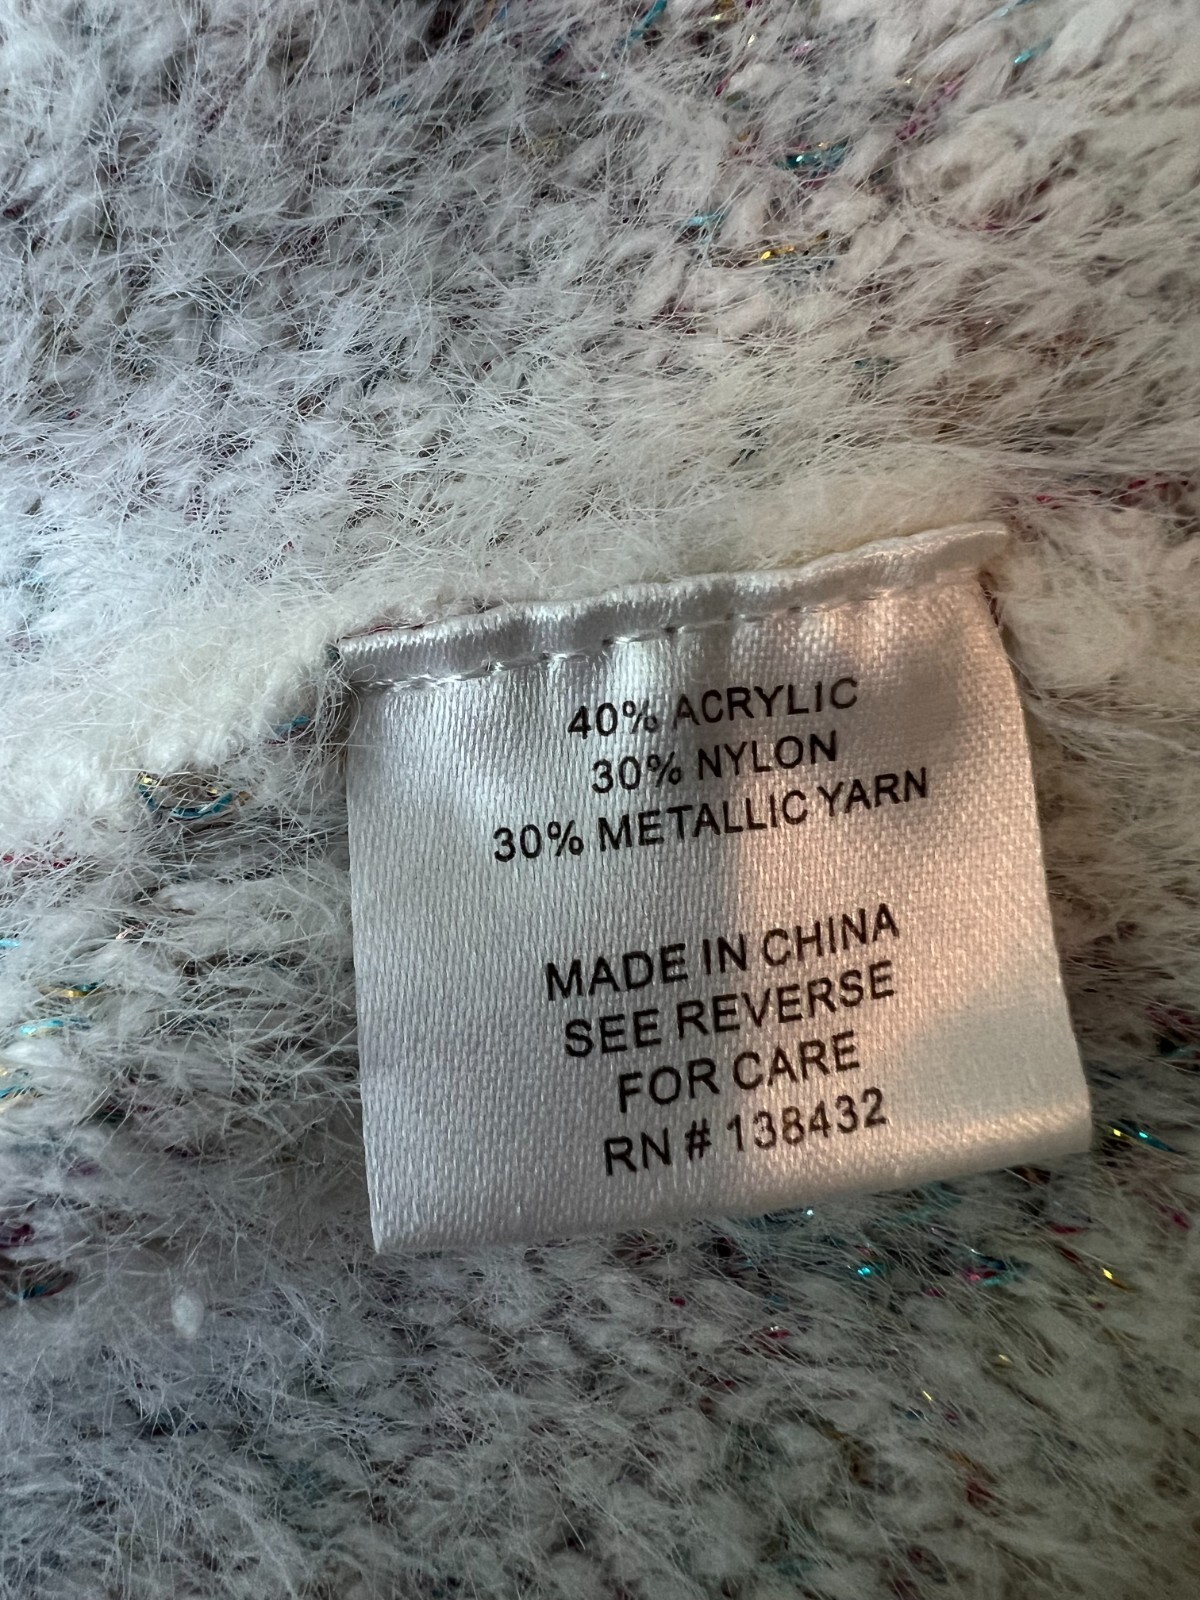 40% ACRYLIC
30% NYLON
30% METALLIC YARN
MADE IN CHINA
SEE REVERSE
FOR CARE
RN # 138432